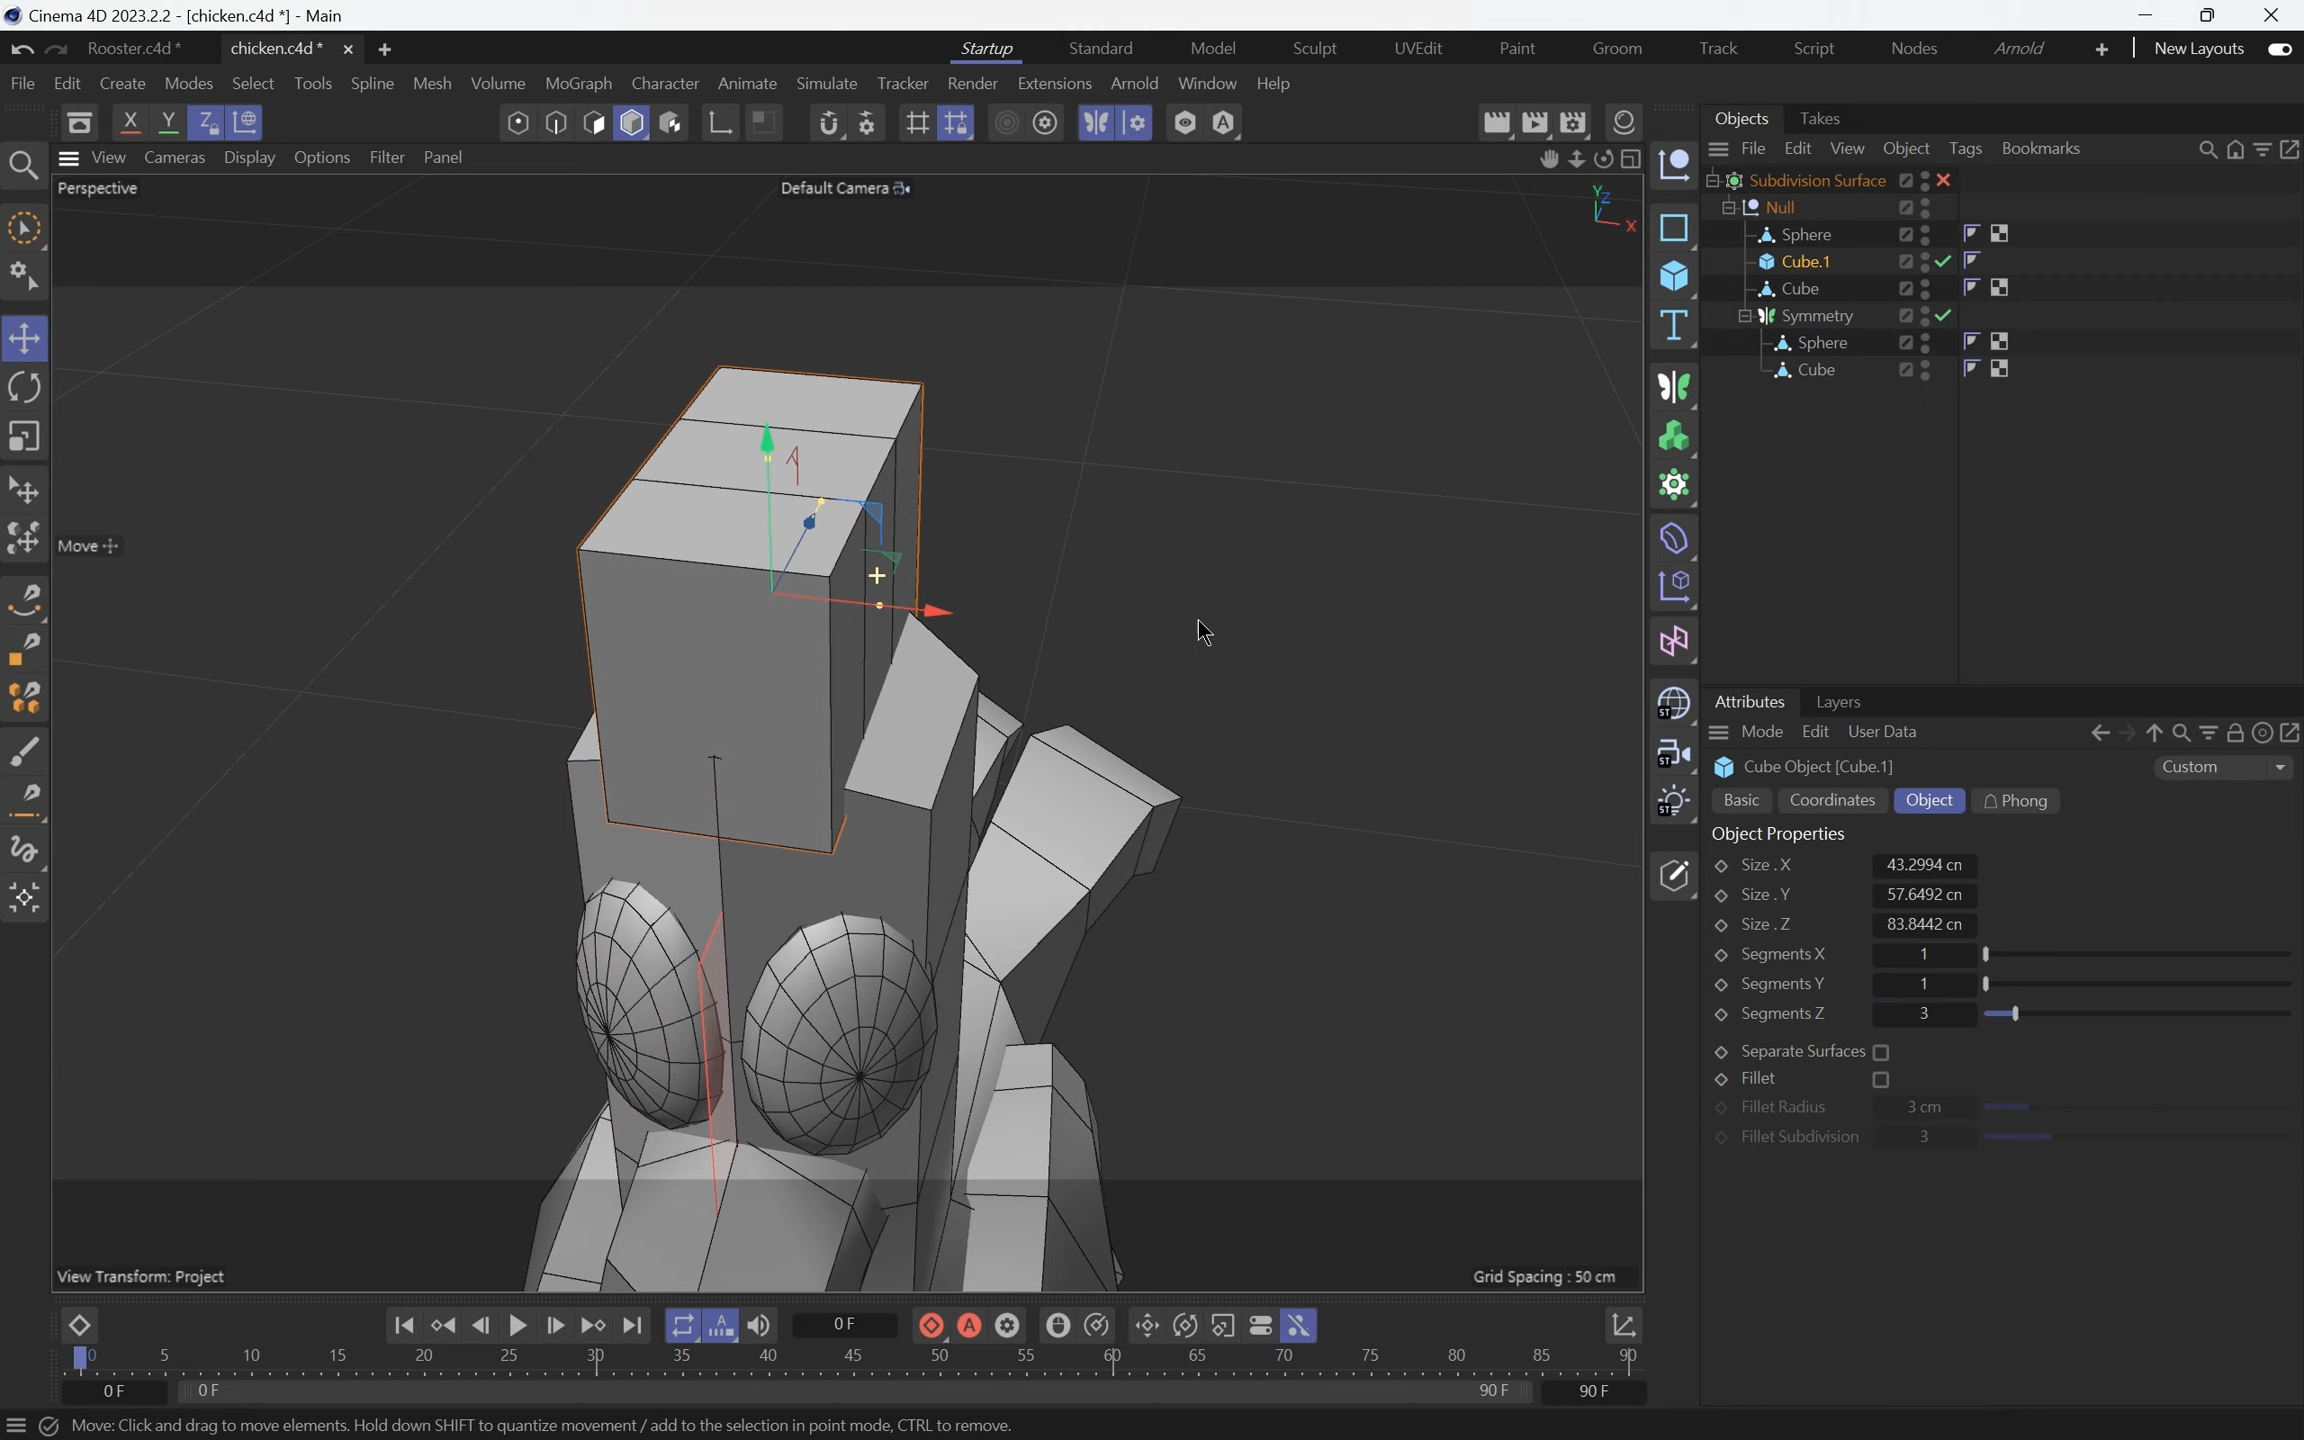 Cinema 4D 2023.2.2 - [chicken.c4d *] - Main
Rooster.c4d *
chicken.c4d *
Startup
Standard
Model
Sculpt
UVEdit
Paint
Groom
Track
Script
Nodes
Arnold
New Layouts
File Edit Create Modes Select Tools Spline Mesh Volume MoGraph Character Animate Simulate Tracker Render Extensions Arnold Window Help
X Y Z
Objects Takes
View Cameras Display Options Filter Panel
File Edit View Object Tags Bookmarks
Perspective
Default Camera
Y
Z
X
Subdivision Surface
Null
Sphere
Cube.1
Cube
Symmetry
Sphere
Cube
Move
Attributes Layers
Mode Edit User Data
Cube Object [Cube.1]
Custom
Basic Coordinates Object Phong
Object Properties
Size . X 43.2994 cn
Size . Y 57.6492 cn
Size . Z 83.8442 cn
Segments X 1
Segments Y 1
Segments Z 3
Separate Surfaces
Fillet
Fillet Radius 3 cm
Fillet Subdivision 3
ST
ST
ST
View Transform: Project
Grid Spacing : 50 cm
0 F
0 5 10 15 20 25 30 35 40 45 50 55 60 65 70 75 80 85 90
0 F
0 F
90 F
90 F
Move: Click and drag to move elements. Hold down SHIFT to quantize movement / add to the selection in point mode, CTRL to remove.